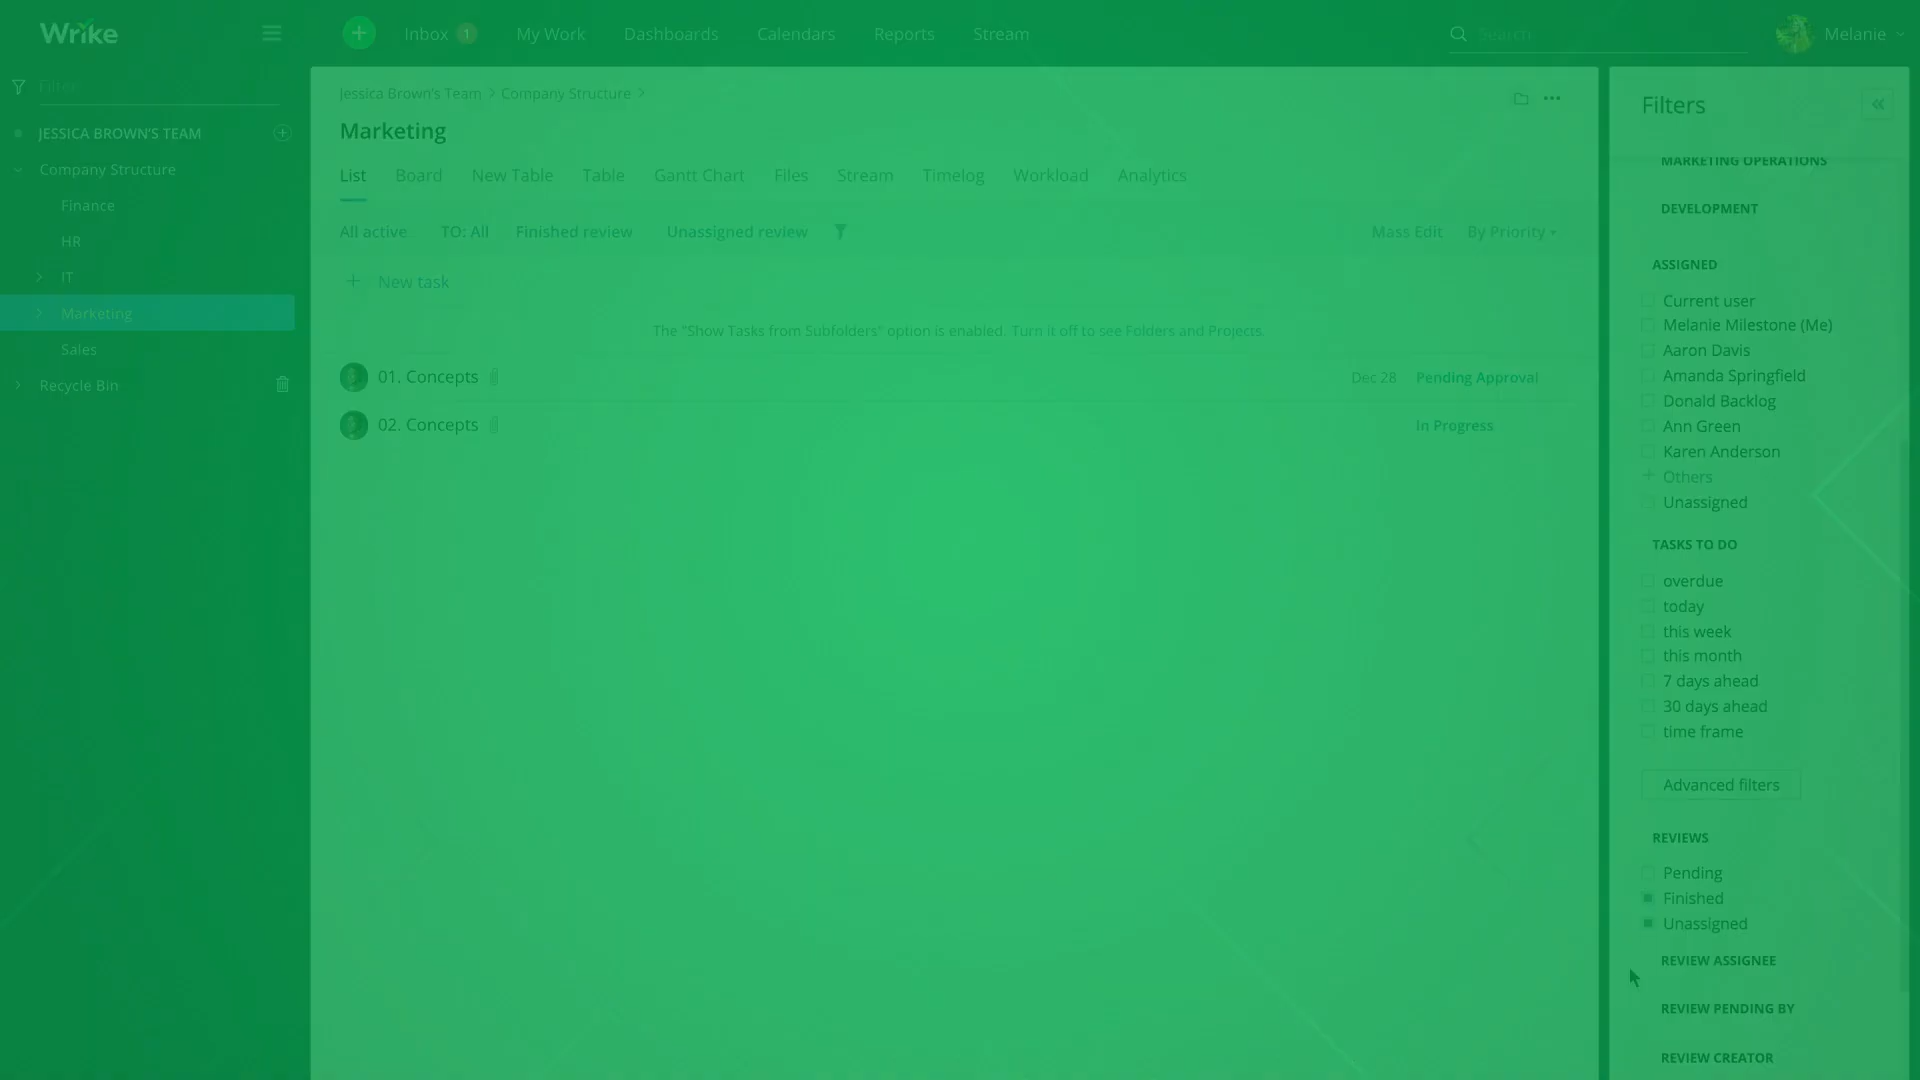 Wrike
+ Inbox 1 My Work Dashboards Calendars Reports Stream Search Melanie
Filter
JESSICA BROWN'S TEAM
Company Structure
Finance
HR
IT
Marketing
Sales
Recycle Bin
Jessica Brown's Team > Company Structure >
Marketing
List Board New Table Table Gantt Chart Files Stream Timelog Workload Analytics
All active TO: All Finished review Unassigned review Mass Edit By Priority
+ New task
The "Show Tasks from Subfolders" option is enabled. Turn it off to see Folders and Projects.
01. Concepts Dec 28 Pending Approval
02. Concepts In Progress
Filters
MARKETING OPERATIONS
DEVELOPMENT
ASSIGNED
Current user
Melanie Milestone (Me)
Aaron Davis
Amanda Springfield
Donald Backlog
Ann Green
Karen Anderson
+ Others
Unassigned
TASKS TO DO
overdue
today
this week
this month
7 days ahead
30 days ahead
time frame
Advanced filters
REVIEWS
Pending
Finished
Unassigned
REVIEW ASSIGNEE
REVIEW PENDING BY
REVIEW CREATOR